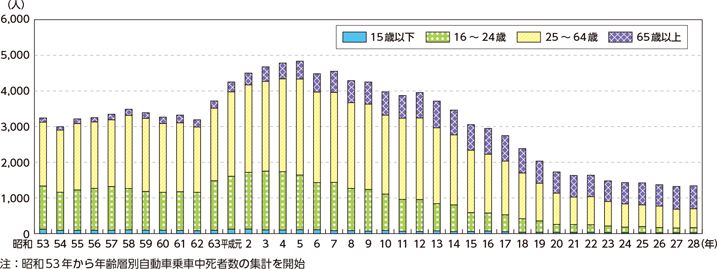 (人)
6,000
5,000
4,000
3,000
2,000
1,000
0
15歳以下 16～24歳 25～64歳 65歳以上
昭和 53 54 55 56 57 58 59 60 61 62 63 平成元 2 3 4 5 6 7 8 9 10 11 12 13 14 15 16 17 18 19 20 21 22 23 24 25 26 27 28 (年)
注：昭和53年から年齢層別自動車乗車中死者数の集計を開始